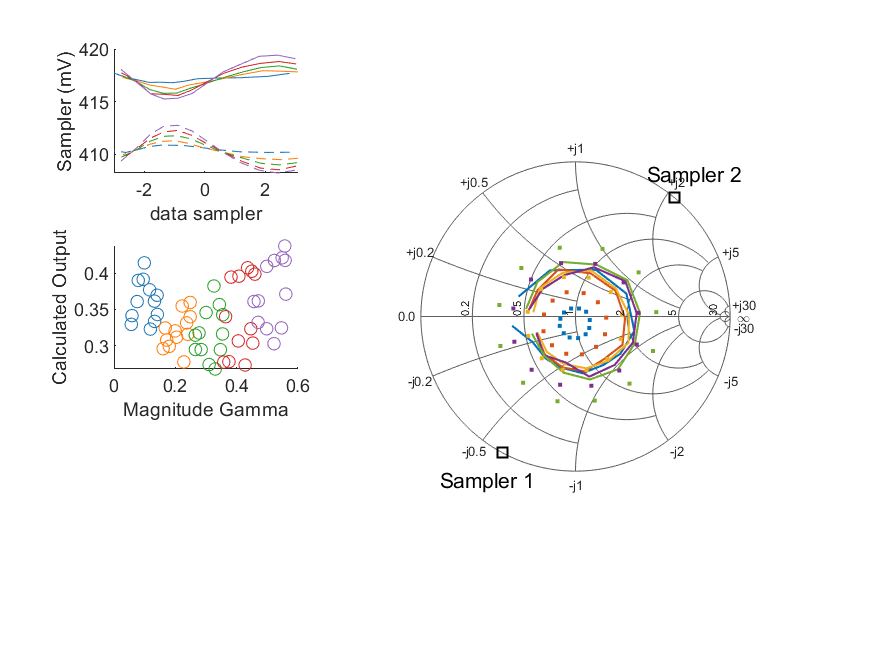 420
415
410
Sampler (mV)
-2
0
2
data sampler
0.4
0.35
0.3
Calculated Output
0
0.2
0.4
0.6
Magnitude Gamma
+j1
Sampler 2
+j2
+j0.5
+j5
+j0.2
+j30
0.0
0.2
0.5
1
2
5
30
∞
-j30
-j0.2
-j5
-j0.5
-j2
Sampler 1
-j1